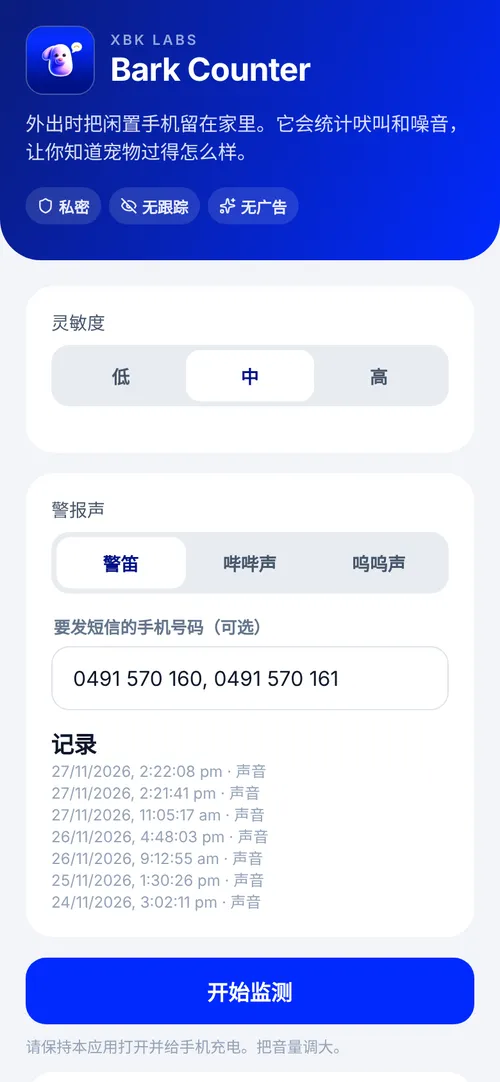 XBK LABS
Bark Counter
外出时把闲置手机留在家里。它会统计吠叫和噪音，
让你知道宠物过得怎么样。
私密 无跟踪 无广告
灵敏度
低 中 高
警报声
警笛 哔哔声 呜呜声
要发短信的手机号码（可选）
0491 570 160, 0491 570 161
记录
27/11/2026, 2:22:08 pm · 声音
27/11/2026, 2:21:41 pm · 声音
27/11/2026, 11:05:17 am · 声音
26/11/2026, 4:48:03 pm · 声音
26/11/2026, 9:12:55 am · 声音
25/11/2026, 1:30:26 pm · 声音
24/11/2026, 3:02:11 pm · 声音
开始监测
请保持本应用打开并给手机充电。把音量调大。